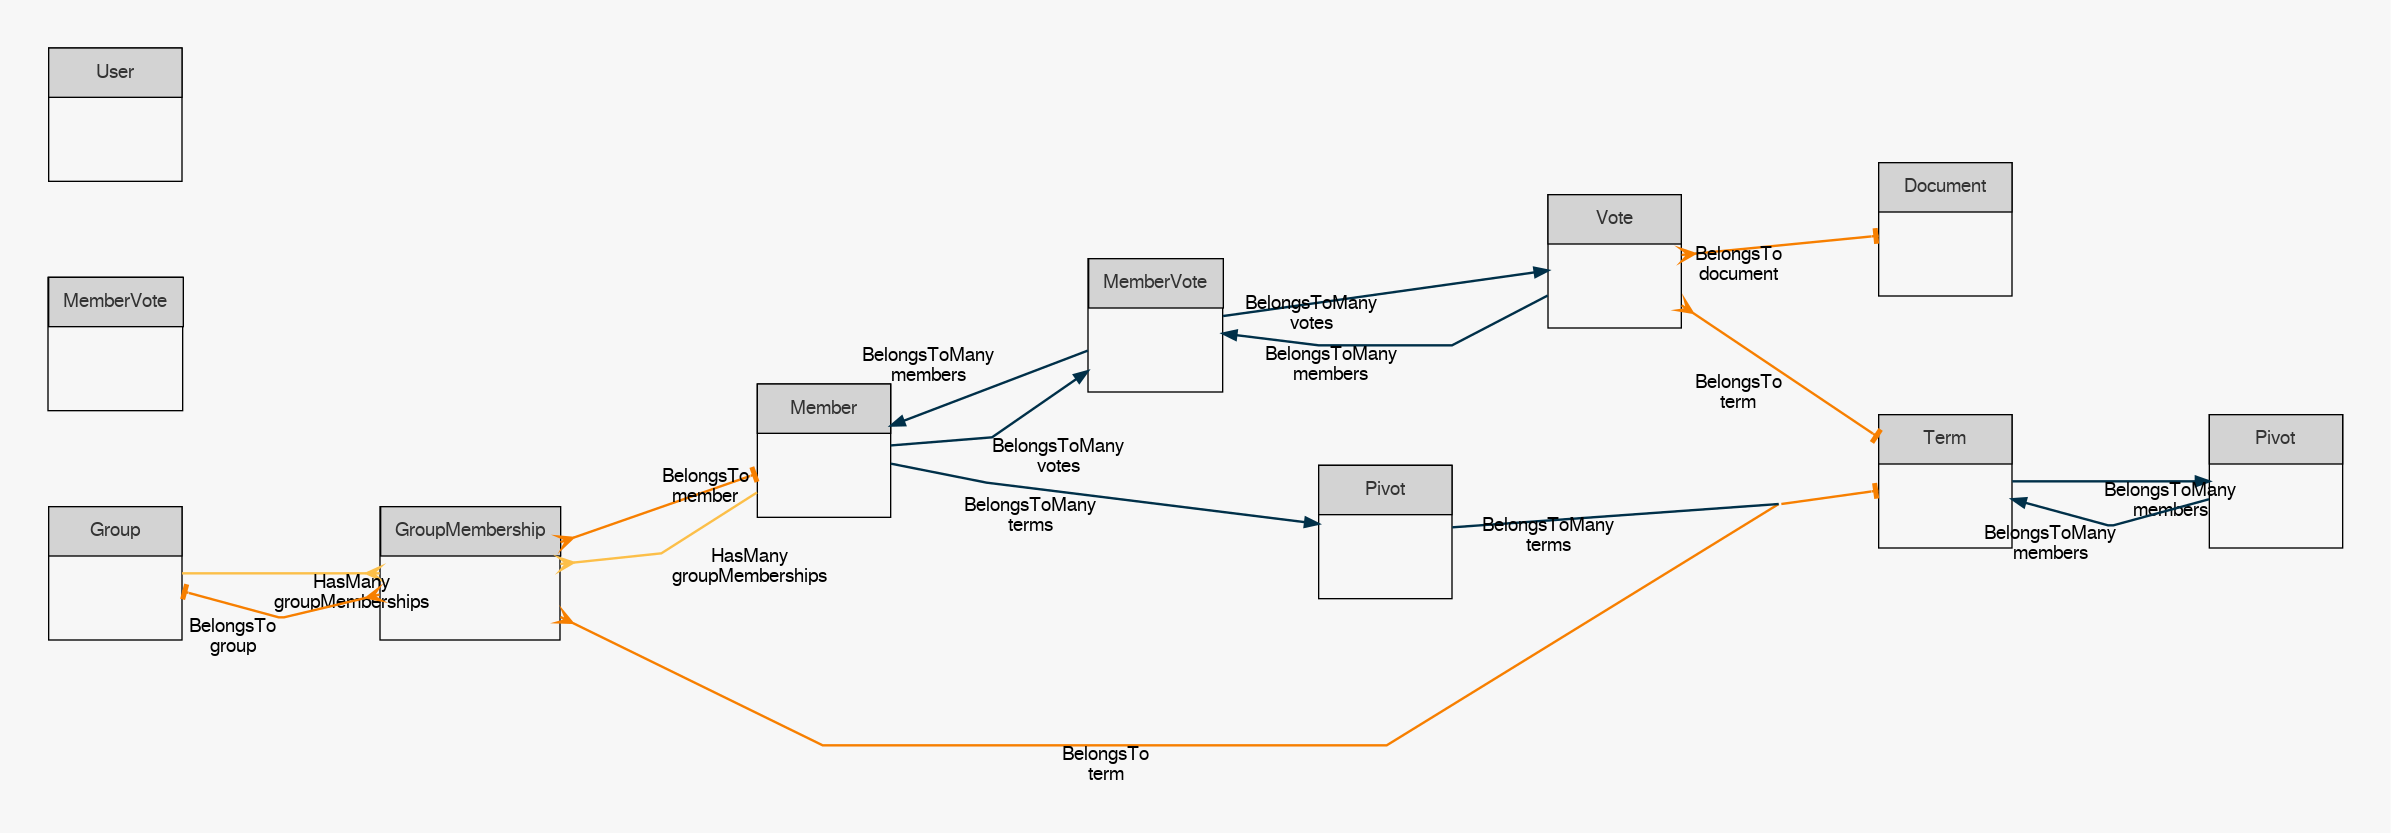 User
MemberVote
Group
HasMany
groupMemberships
BelongsTo
group
GroupMembership
BelongsTo
member
HasMany
groupMemberships
Member
BelongsToMany
members
BelongsToMany
votes
BelongsToMany
terms
BelongsTo
term
MemberVote
BelongsToMany
votes
BelongsToMany
members
Pivot
BelongsToMany
terms
Vote
BelongsTo
document
BelongsTo
term
Document
Term
BelongsToMany
members
BelongsToMany
members
Pivot